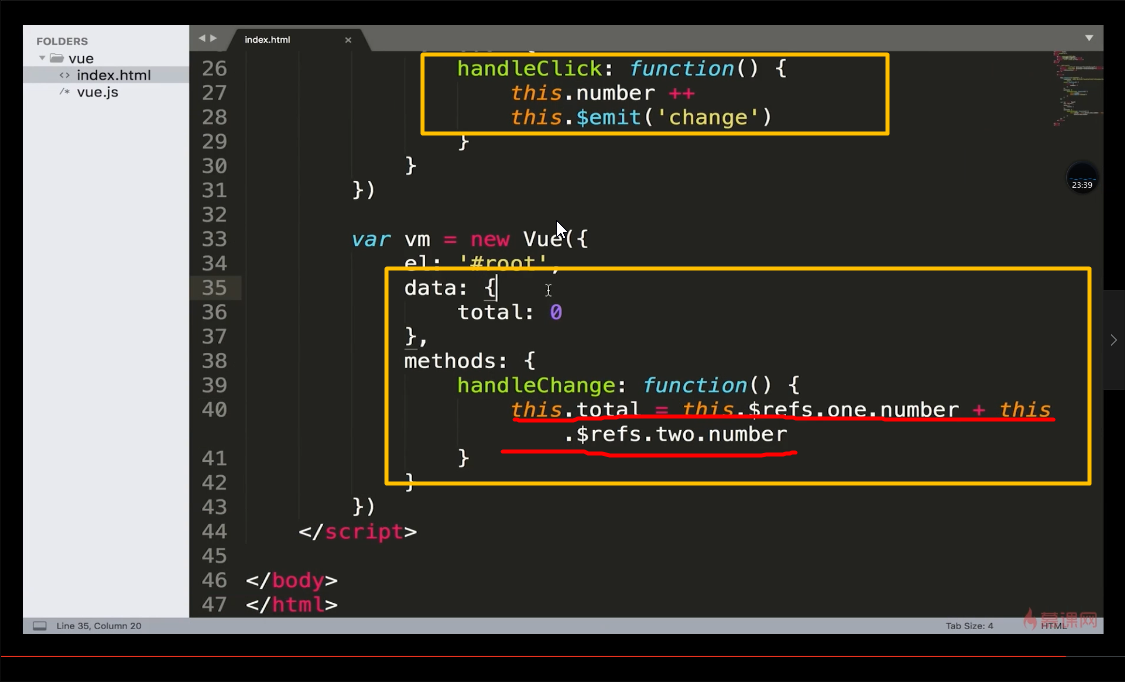 FOLDERS
vue
<> index.html
/* vue.js
index.html
26 handleClick: function() {
27 this.number ++
28 this.$emit('change')
29 }
30 }
31 })
32
33 var vm = new Vue({
34 el: '#root',
35 data: {
36 total: 0
37 },
38 methods: {
39 handleChange: function() {
40 this.total = this.$refs.one.number + this
.$refs.two.number
41 }
42 }
43 })
44 </script>
45
46 </body>
47 </html>
23:39
Line 35, Column 20
Tab Size: 4
HTML
慕课网